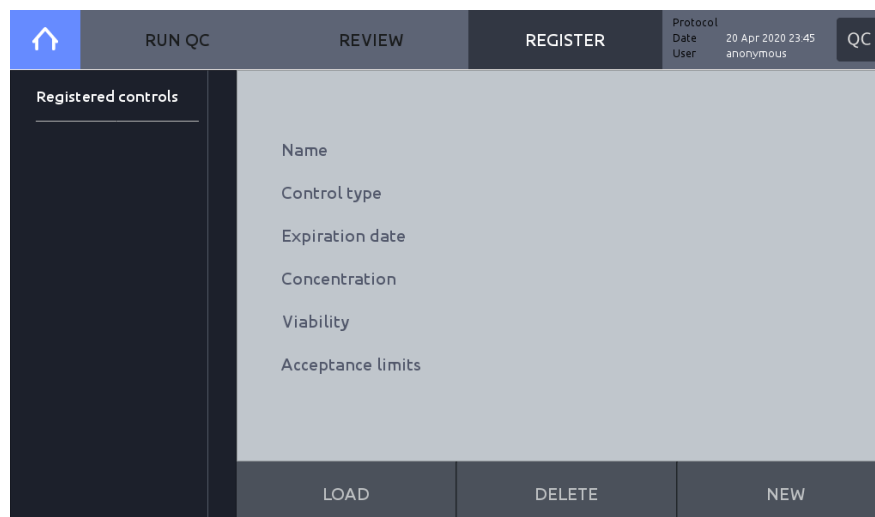 RUN QC
REVIEW
REGISTER
Protocol
Date 20 Apr 2020 23 45
User anonymous
QC
Registered controls
Name
Control type
Expiration date
Concentration
Viability
Acceptance limits
LOAD
DELETE
NEW